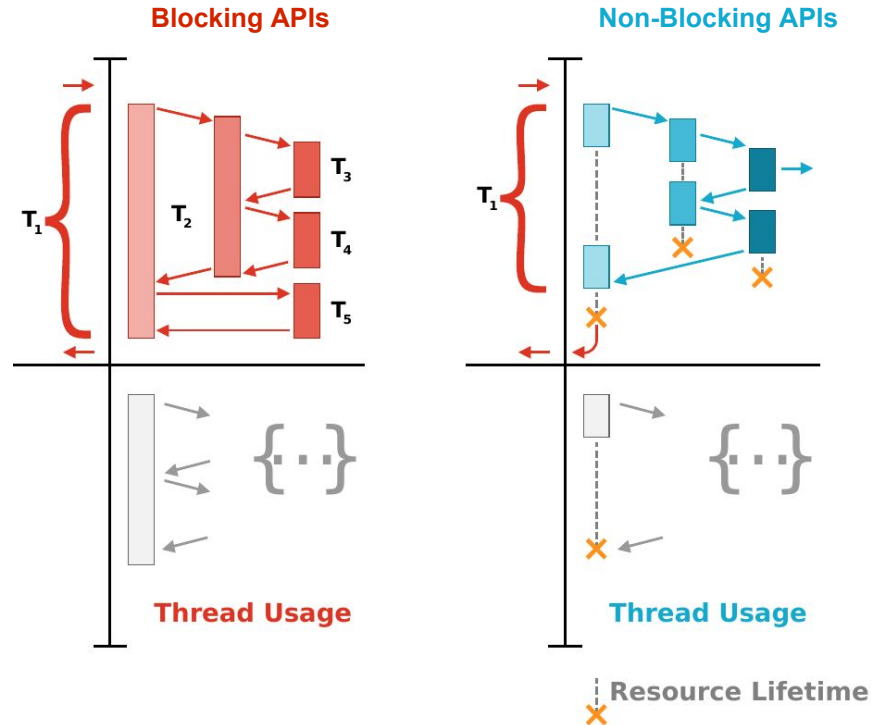 Blocking APIs
Non-Blocking APIs
T1
T2
T3
T4
T5
T1
{...}
{...}
Thread Usage
Thread Usage
Resource Lifetime